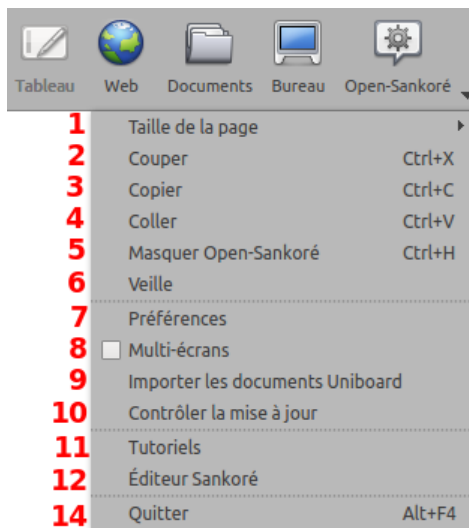 Tableau Web Documents Bureau Open-Sankoré
1 Taille de la page
2 Couper Ctrl+X
3 Copier Ctrl+C
4 Coller Ctrl+V
5 Masquer Open-Sankoré Ctrl+H
6 Veille
7 Préférences
8 Multi-écrans
9 Importer les documents Uniboard
10 Contrôler la mise à jour
11 Tutoriels
12 Éditeur Sankoré
14 Quitter Alt+F4